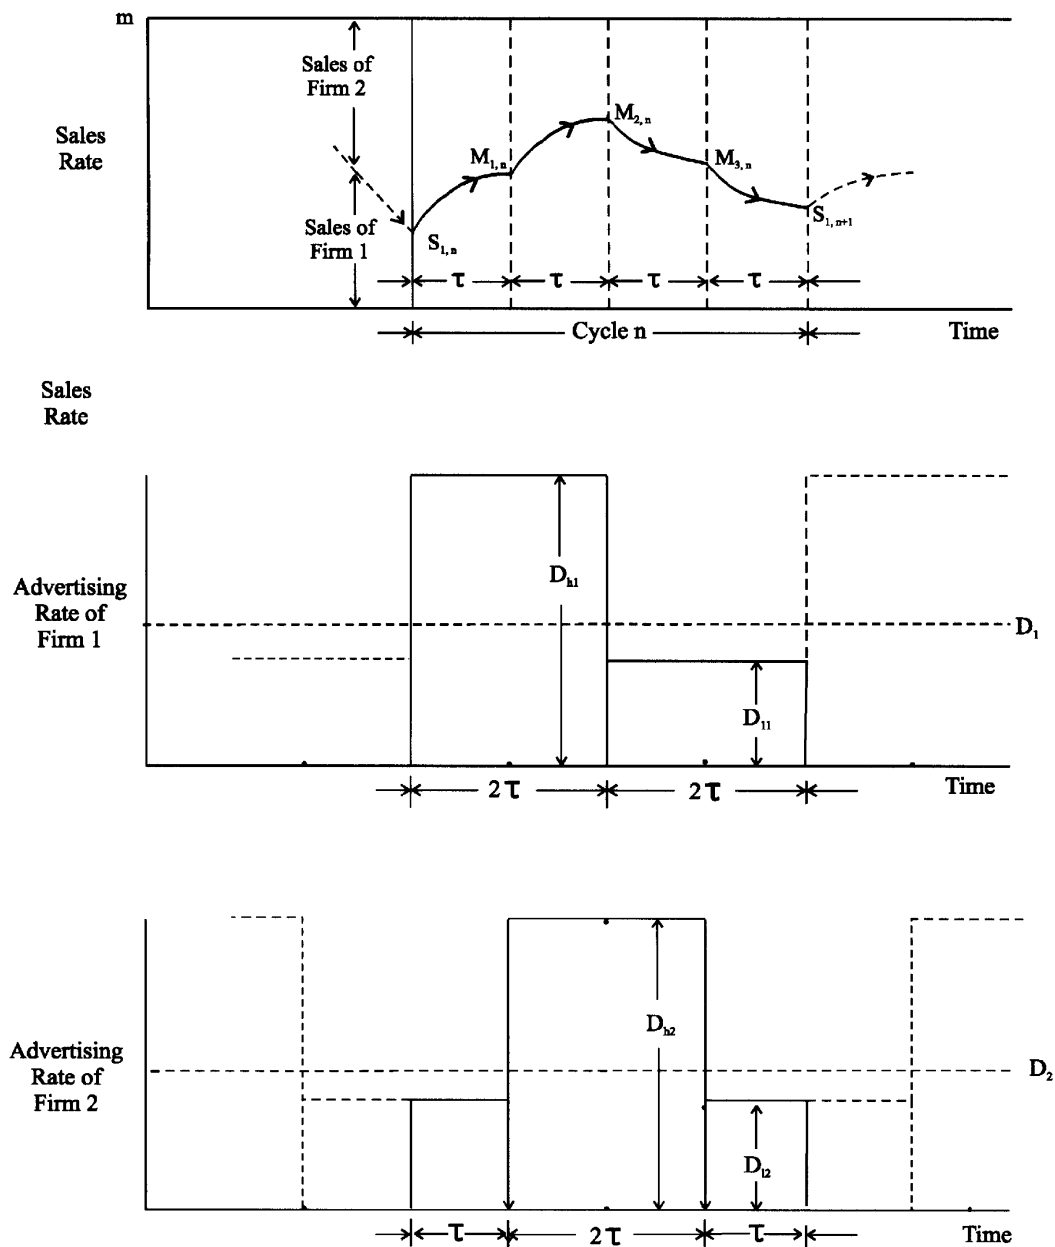 m
Sales of
Firm 2
Sales
Rate
M2, n
M1, n
M3, n
Sales of
Firm 1
S1, n
S1, n+1
τ τ τ τ
Cycle n
Time
Sales
Rate
Dh1
Advertising
Rate of
Firm 1
D1
D11
2τ 2τ
Time
Dh2
Advertising
Rate of
Firm 2
D2
Dl2
τ 2τ τ
Time